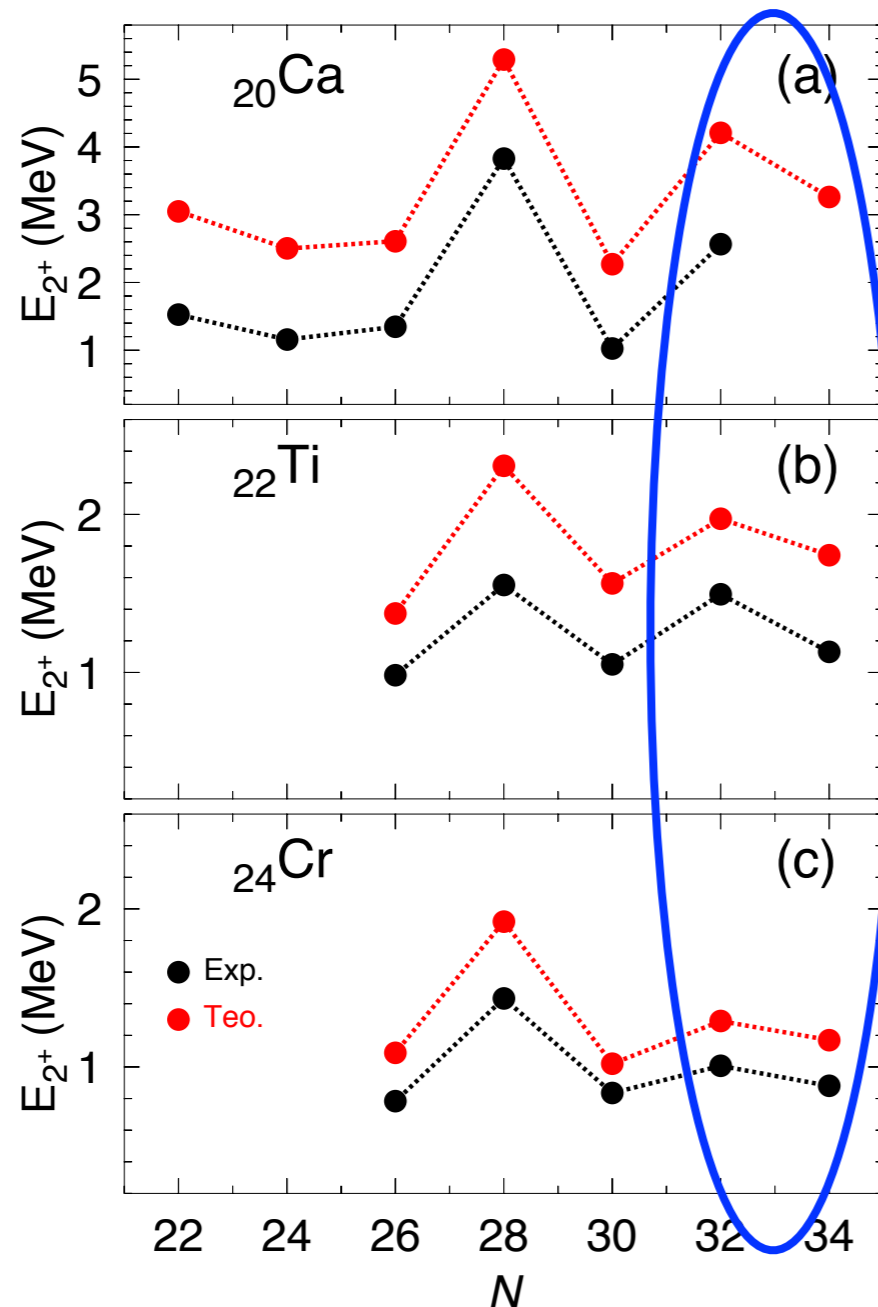 ₂₀Ca
(a)
E₂⁺ (MeV)
5
4
3
2
1
₂₂Ti
(b)
E₂⁺ (MeV)
2
1
₂₄Cr
(c)
E₂⁺ (MeV)
2
1
Exp.
Teo.
22 24 26 28 30 32 34
N